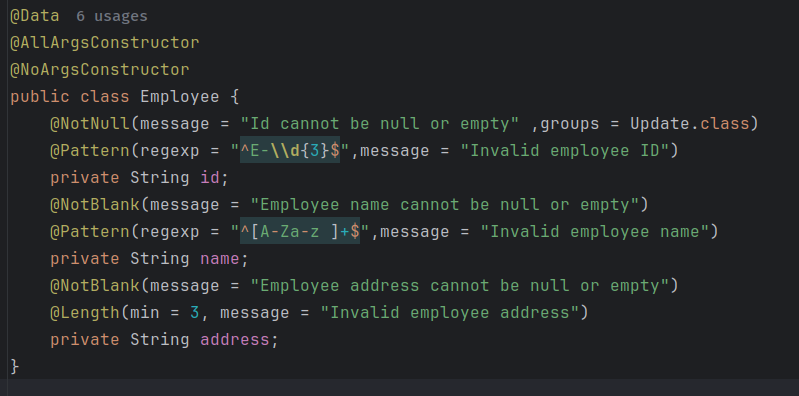 @Data 6 usages
@AllArgsConstructor
@NoArgsConstructor
public class Employee {
    @NotNull(message = "Id cannot be null or empty" ,groups = Update.class)
    @Pattern(regexp = "^E-\\d{3}$",message = "Invalid employee ID")
    private String id;
    @NotBlank(message = "Employee name cannot be null or empty")
    @Pattern(regexp = "^[A-Za-z ]+$",message = "Invalid employee name")
    private String name;
    @NotBlank(message = "Employee address cannot be null or empty")
    @Length(min = 3, message = "Invalid employee address")
    private String address;
}